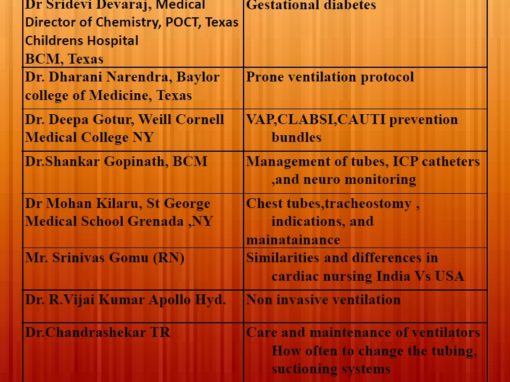 Dr Sridevi Devaraj, Medical
Director of Chemistry, POCT, Texas
Childrens Hospital
BCM, Texas
Gestational diabetes
Dr. Dharani Narendra, Baylor
college of Medicine, Texas
Prone ventilation protocol
Dr. Deepa Gotur, Weill Cornell
Medical College NY
VAP,CLABSI,CAUTI prevention
bundles
Dr.Shankar Gopinath, BCM
Management of tubes, ICP catheters
,and neuro monitoring
Dr Mohan Kilaru, St George
Medical School Grenada ,NY
Chest tubes,tracheostomy ,
indications, and
mainatainance
Mr. Srinivas Gomu (RN)
Similarities and differences in
cardiac nursing India Vs USA
Dr. R.Vijai Kumar Apollo Hyd.
Non invasive ventilation
Dr.Chandrashekar TR
Care and maintenance of ventilators
How often to change the tubing,
suctioning systems